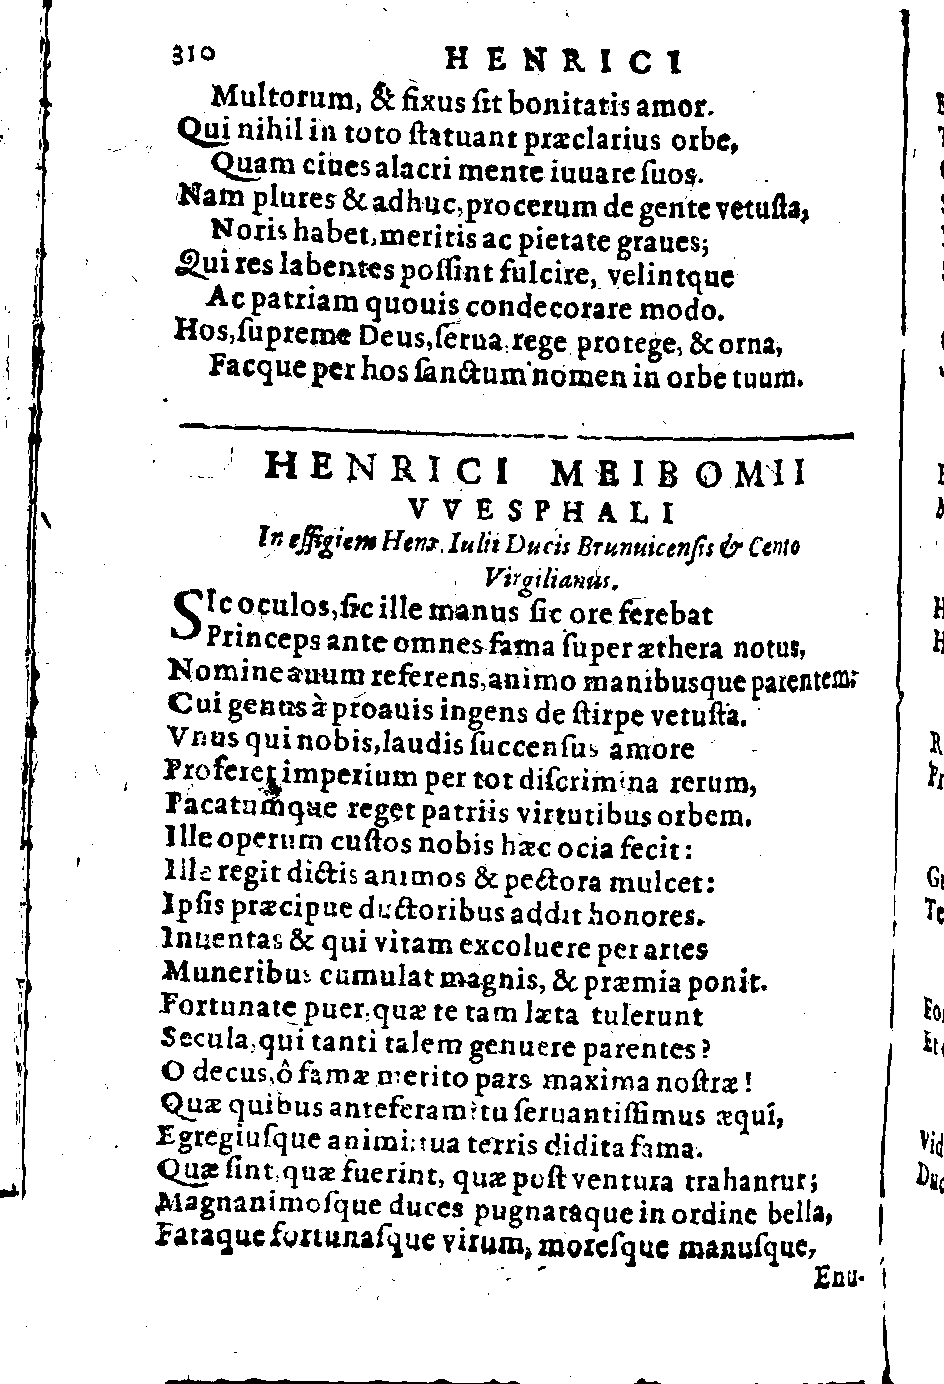 310 HENRICI
Multorum, & fixus ſit bonitatis amor.
Qui nihil in toto ſtatuant præclarius orbe,
Quam ciues alacri mente iuuare ſuos.
Nam plures & adhuc, procerum de gente vetuſta,
Noris habet, meritis ac pietate graues;
Qui res labentes poſſint fulcire, velintque
Ac patriam quouis condecorare modo.
Hos, ſupreme Deus, ſerua, rege protege, & orna,
Facque per hos ſanctum nomen in orbe tuum.
HENRICI MEIBOMII
VVESPHALI
In effigiem Henr. Iulii Ducis Brunuicenſis & Cento
Virgilianus.
SIc oculos, ſic ille manus ſic ore ferebat
Princeps ante omnes fama ſuper æthera notus,
Nomine auum referens, animo manibusque parentem:
Cui genus à proauis ingens de ſtirpe vetuſta.
Vnus qui nobis, laudis ſuccenſus amore
Proferet imperium per tot diſcrimina rerum,
Pacatumque reget patriis virtutibus orbem.
Ille operum cuſtos nobis hæc ocia fecit:
Ille regit dictis animos & pectora mulcet:
Ipſis præcipue ductoribus addit honores.
Inuentas & qui vitam excoluere per artes
Muneribus cumulat magnis, & præmia ponit.
Fortunate puer, quæ te tam læta tulerunt
Secula, qui tanti talem genuere parentes?
O decus, ô famæ merito pars maxima noſtræ!
Quæ quibus anteferam? tu ſeruantiſſimus æqui,
Egregiuſque animi: tua terris didita fama.
Quæ ſint, quæ fuerint, quæ poſt ventura trahantur;
Magnanimoſque duces pugnataque in ordine bella,
Fataque fortunaſque virum, moreſque manuſque,
Enu-